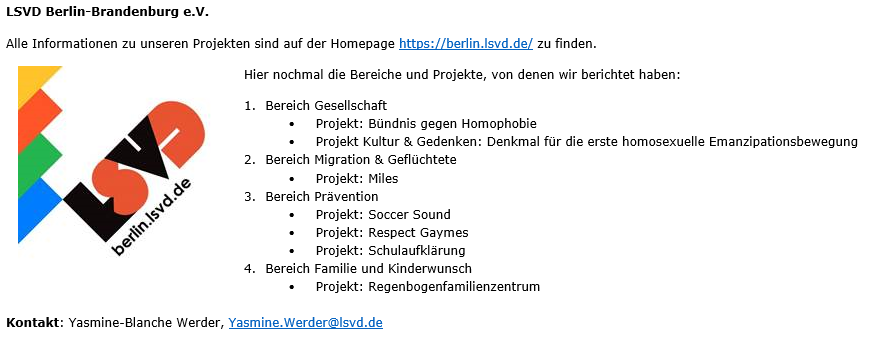 LSVD Berlin-Brandenburg e.V.
Alle Informationen zu unseren Projekten sind auf der Homepage https://berlin.lsvd.de/ zu finden.
LSVD
berlin.lsvd.de
Hier nochmal die Bereiche und Projekte, von denen wir berichtet haben:
1. Bereich Gesellschaft
• Projekt: Bündnis gegen Homophobie
• Projekt Kultur & Gedenken: Denkmal für die erste homosexuelle Emanzipationsbewegung
2. Bereich Migration & Geflüchtete
• Projekt: Miles
3. Bereich Prävention
• Projekt: Soccer Sound
• Projekt: Respect Gaymes
• Projekt: Schulaufklärung
4. Bereich Familie und Kinderwunsch
• Projekt: Regenbogenfamilienzentrum
Kontakt: Yasmine-Blanche Werder, Yasmine.Werder@lsvd.de